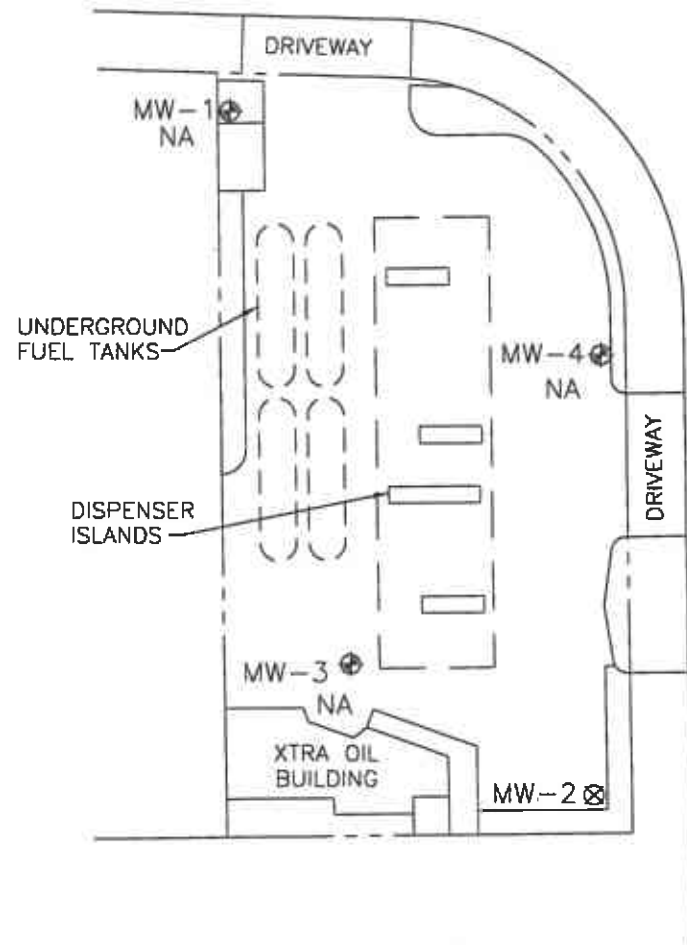 DRIVEWAY
MW-1
NA
UNDERGROUND
FUEL TANKS
MW-4
NA
DRIVEWAY
DISPENSER
ISLANDS
MW-3
NA
XTRA OIL
BUILDING
MW-2